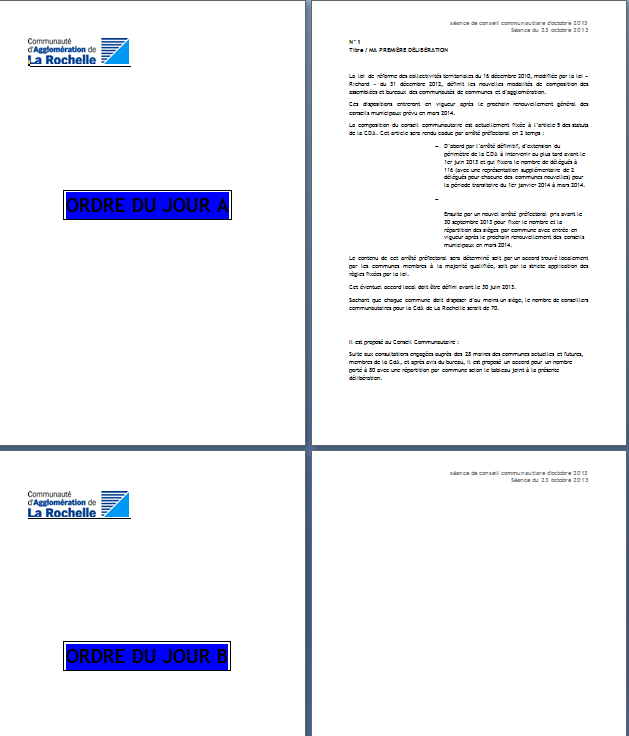 Communauté
d'Agglomération de
La Rochelle
ORDRE DU JOUR A
séance de conseil communautiare d'octobre 2013
Séance du 23 octobre 2013
N° 1
Titre / MA PREMIÈRE DÉLIBÉRATION
La loi de réforme des collectivités territoriales du 16 décembre 2010, modifiée par la loi «
Richard » du 31 décembre 2012, définit les nouvelles modalités de composition des
assemblées et bureaux des communautés de communes et d'agglomération.
Ces dispositions entreront en vigueur après le prochain renouvellement général des
conseils municipaux prévu en mars 2014.
La composition du conseil communautaire est actuellement fixée à l'article 5 des statuts
de la CDA. Cet article sera rendu caduc par arrêté préfectoral en 2 temps :
– D'abord par l'arrêté définitif, d'extension du
périmètre de la CDA à intervenir au plus tard avant le
1er juin 2013 et qui fixera le nombre de délégués à
116 (avec une représentation supplémentaire de 2
délégués pour chacune des communes nouvelles) pour
la période transitoire du 1er janvier 2014 à mars 2014.
–
Ensuite par un nouvel arrêté préfectoral pris avant le
30 septembre 2013 pour fixer le nombre et la
répartition des sièges par commune avec entrée en
vigueur après le prochain renouvellement des conseils
municipaux en mars 2014.
Le contenu de cet arrêté préfectoral sera déterminé soit par un accord trouvé localement
par les communes membres à la majorité qualifiée, soit par la stricte application des
règles fixées par la loi.
Cet éventuel accord local doit être défini avant le 30 juin 2013.
Sachant que chaque commune doit disposer d'au moins un siège, le nombre de conseillers
communautaires pour la CdA de La Rochelle serait de 70.
Il est proposé au Conseil Communautaire :
Suite aux consultations engagées auprès des 28 maires des communes actuelles et futures,
membres de la CdA, et après avis du bureau, il est proposé un accord pour un nombre
porté à 80 avec une répartition par commune selon le tableau joint à la présente
délibération.
Communauté
d'Agglomération de
La Rochelle
ORDRE DU JOUR B
séance de conseil communautiare d'octobre 2013
Séance du 23 octobre 2013